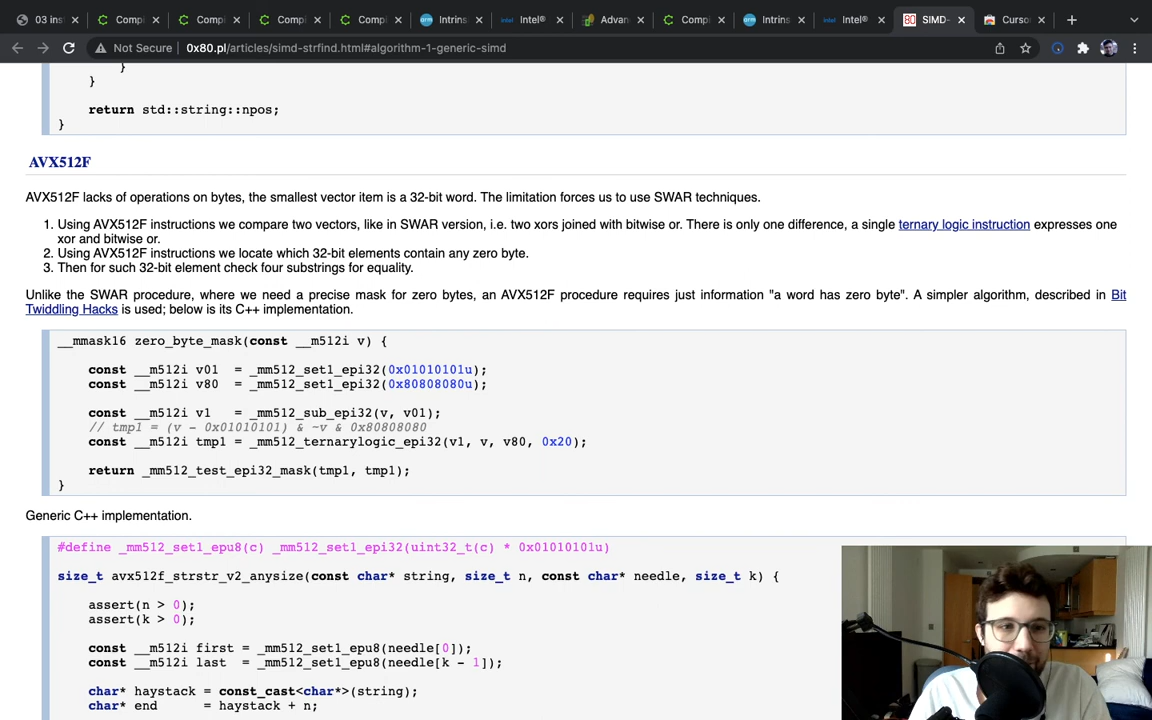 03 ins
Compi
Compi
Compi
Compi
Intrins
Intel®
Advan
Compi
Intrins
Intel®
SIMD-
Curso
Not Secure
0x80.pl/articles/simd-strfind.html#algorithm-1-generic-simd
}
}
return std::string::npos;
}
AVX512F
AVX512F lacks of operations on bytes, the smallest vector item is a 32-bit word. The limitation forces us to use SWAR techniques.
1. Using AVX512F instructions we compare two vectors, like in SWAR version, i.e. two xors joined with bitwise or. There is only one difference, a single ternary logic instruction expresses one
xor and bitwise or.
2. Using AVX512F instructions we locate which 32-bit elements contain any zero byte.
3. Then for such 32-bit element check four substrings for equality.
Unlike the SWAR procedure, where we need a precise mask for zero bytes, an AVX512F procedure requires just information "a word has zero byte". A simpler algorithm, described in Bit
Twiddling Hacks is used; below is its C++ implementation.
__mmask16 zero_byte_mask(const __m512i v) {
const __m512i v01 = _mm512_set1_epi32(0x01010101u);
const __m512i v80 = _mm512_set1_epi32(0x80808080u);
const __m512i v1 = _mm512_sub_epi32(v, v01);
// tmp1 = (v - 0x01010101) & ~v & 0x80808080
const __m512i tmp1 = _mm512_ternarylogic_epi32(v1, v, v80, 0x20);
return _mm512_test_epi32_mask(tmp1, tmp1);
}
Generic C++ implementation.
#define _mm512_set1_epu8(c) _mm512_set1_epi32(uint32_t(c) * 0x01010101u)
size_t avx512f_strstr_v2_anysize(const char* string, size_t n, const char* needle, size_t k) {
assert(n > 0);
assert(k > 0);
const __m512i first = _mm512_set1_epu8(needle[0]);
const __m512i last = _mm512_set1_epu8(needle[k - 1]);
char* haystack = const_cast<char*>(string);
char* end = haystack + n;